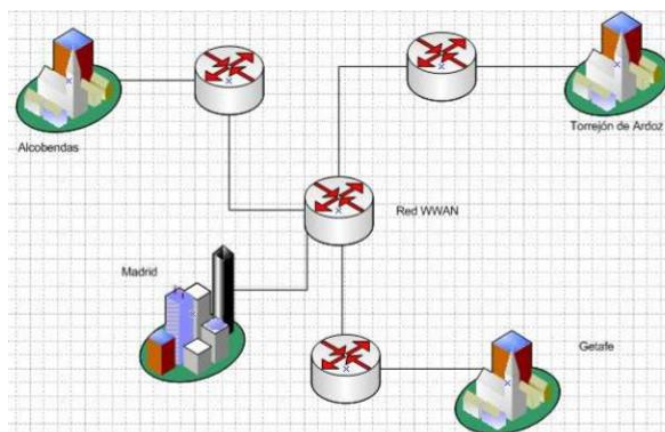 Alcobendas
Torrejón de Ardoz
Red WWAN
Madrid
Getafe